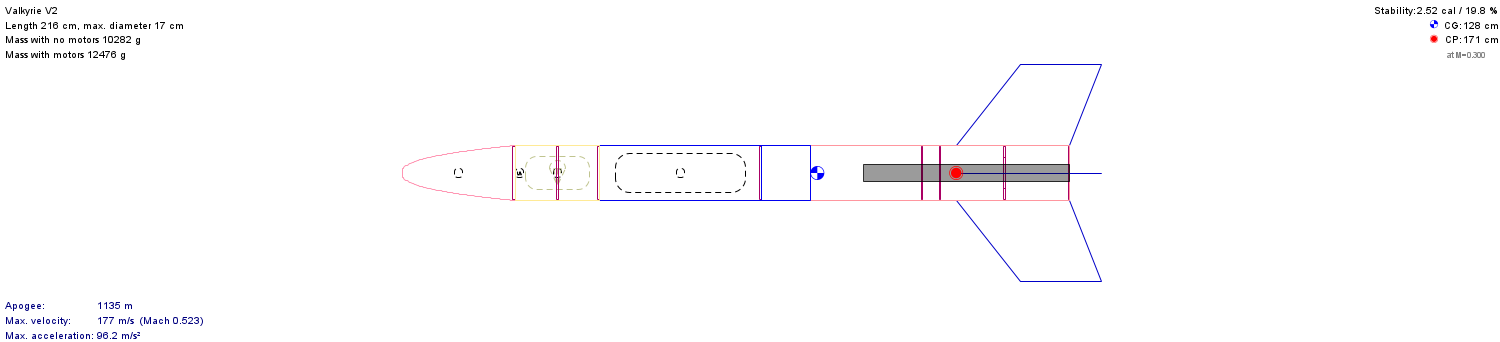 Valkyrie V2
Length 216 cm, max. diameter 17 cm
Mass with no motors 10282 g
Mass with motors 12476 g
Stability: 2.52 cal / 19.8 %
CG: 128 cm
CP: 171 cm
at M=0.300
Apogee: 1135 m
Max. velocity: 177 m/s (Mach 0.523)
Max. acceleration: 96.2 m/s²